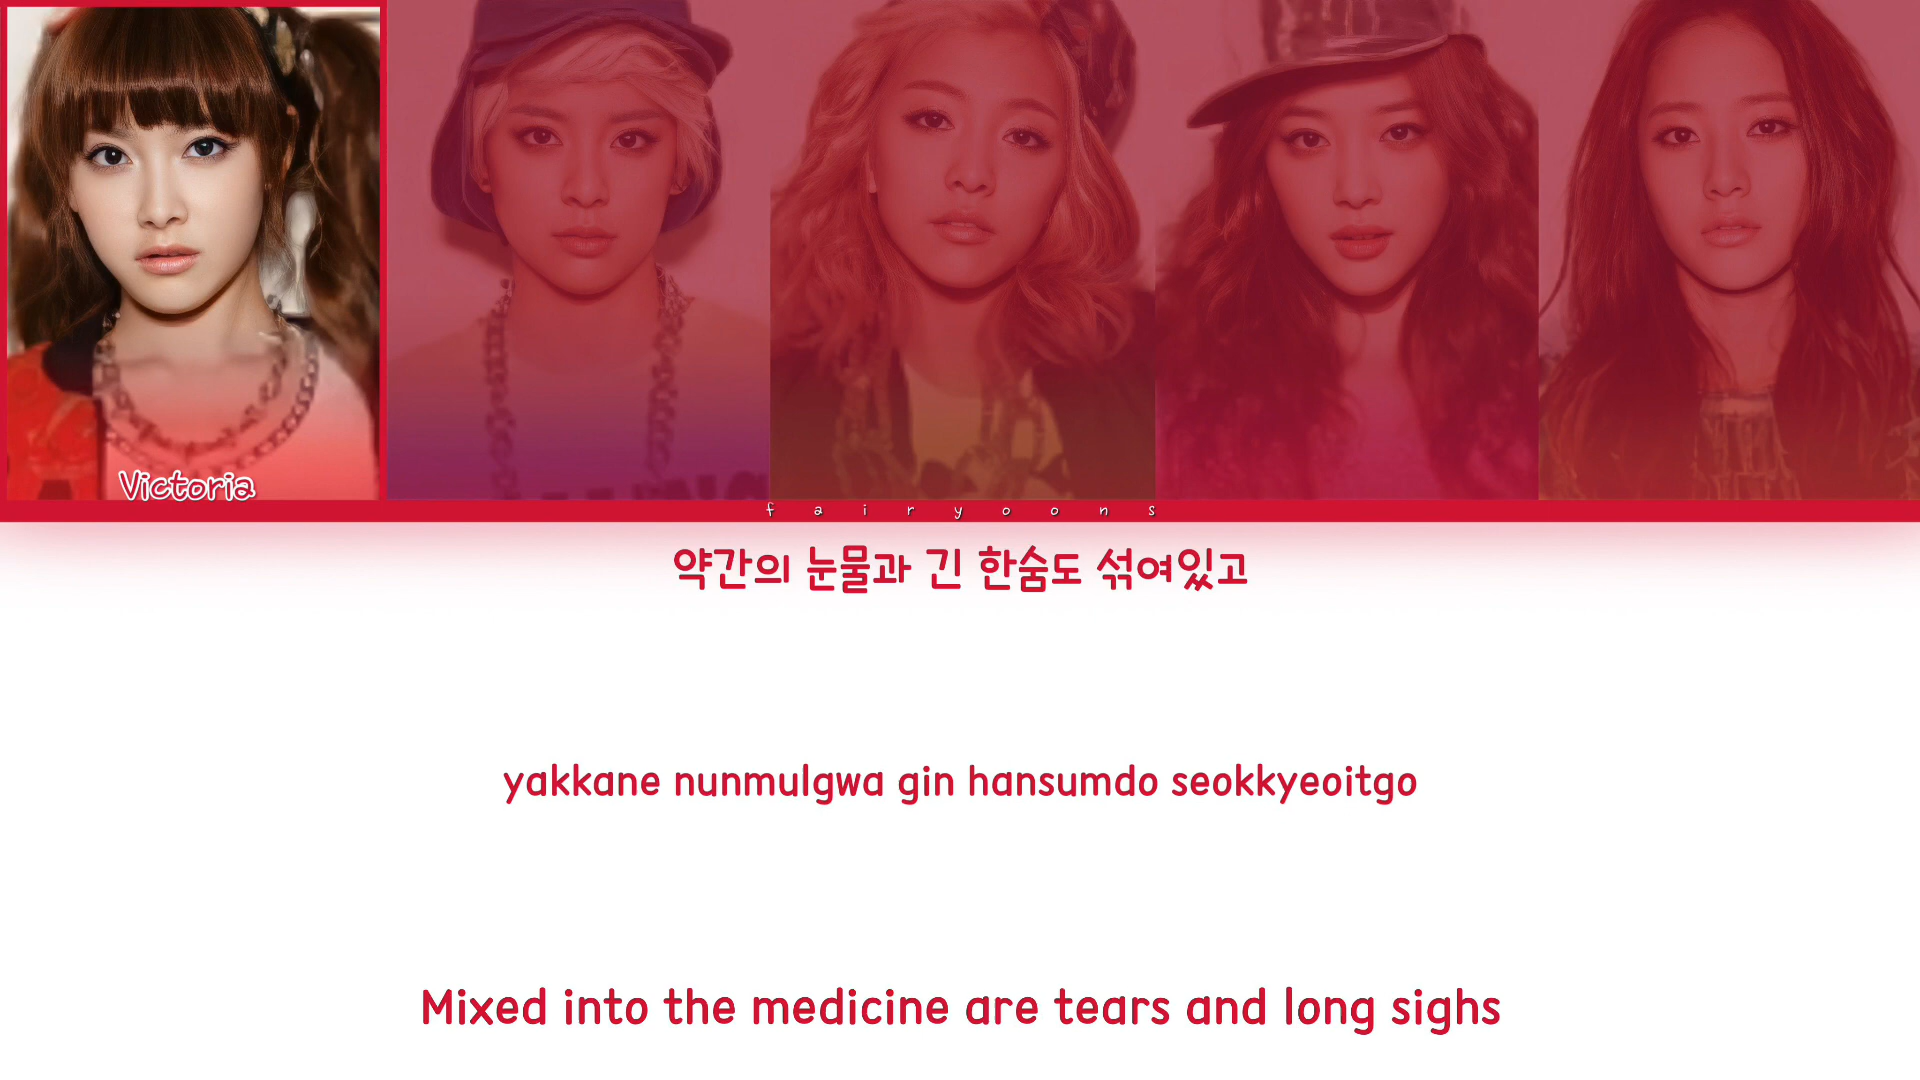 Victoria
fairyoons
약간의 눈물과 긴 한숨도 섞여있고
yakkane nunmulgwa gin hansumdo seokkyeoitgo
Mixed into the medicine are tears and long sighs